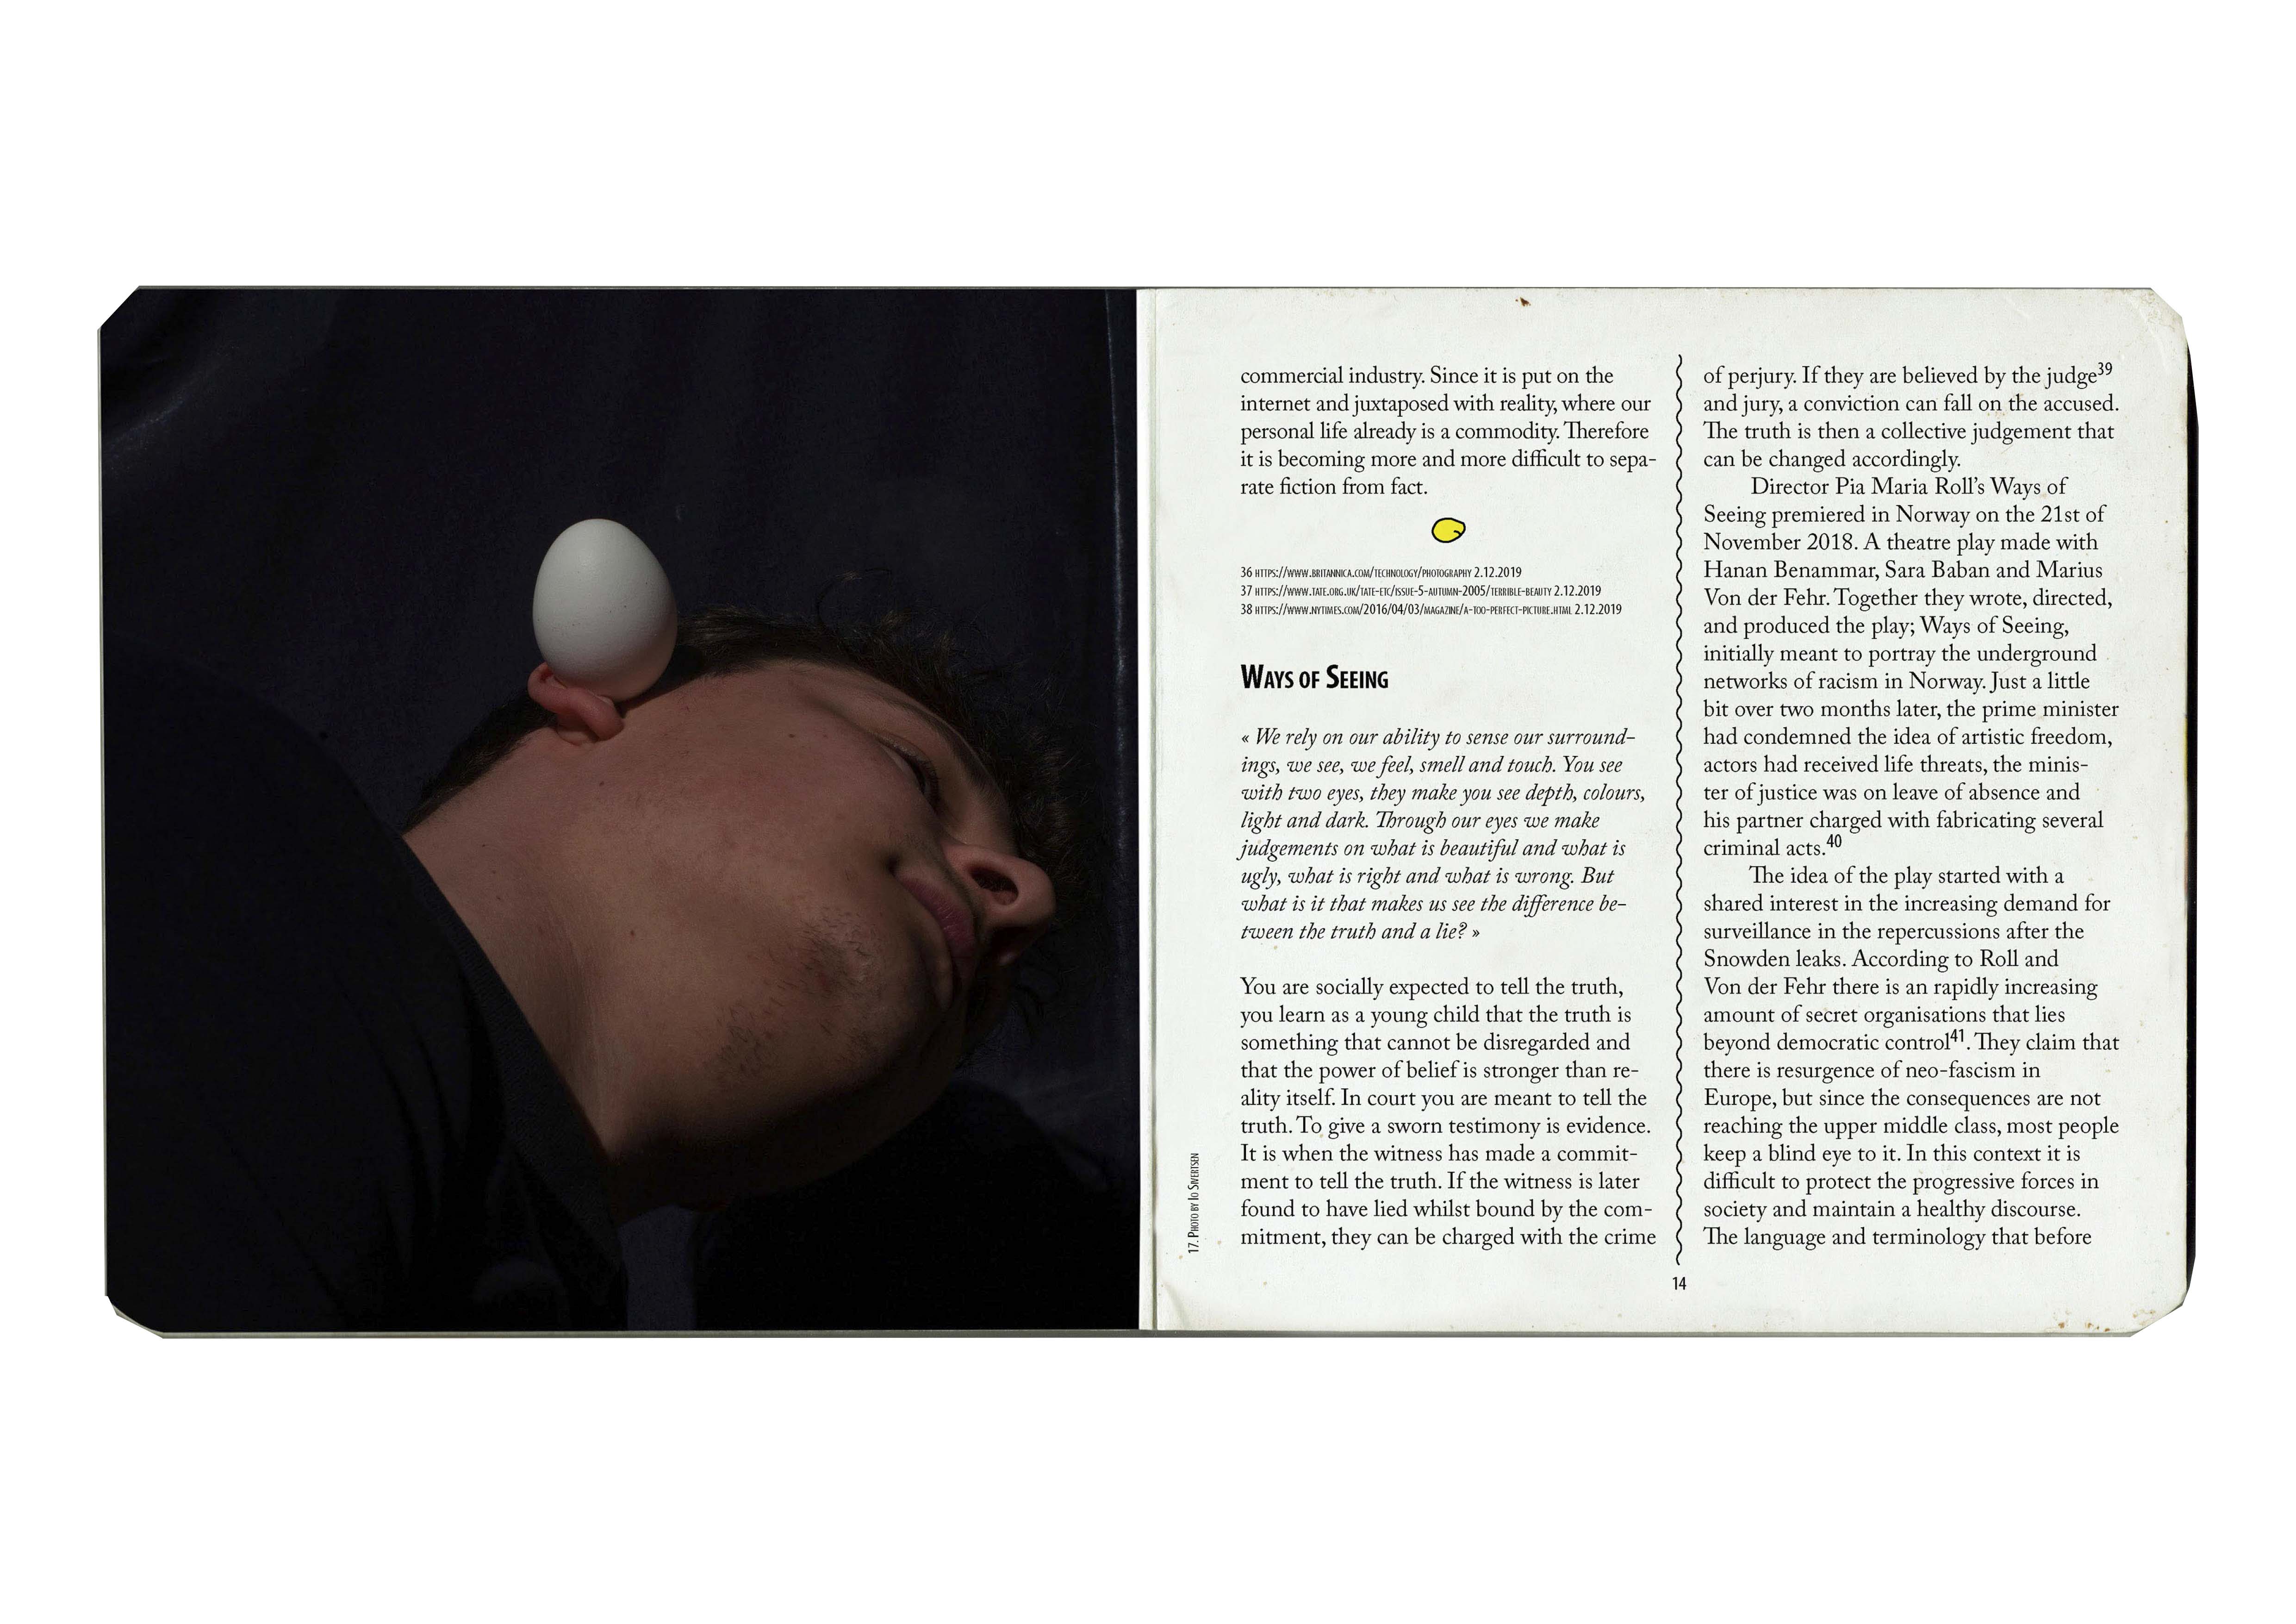 commercial industry. Since it is put on the
internet and juxtaposed with reality, where our
personal life already is a commodity. Therefore
it is becoming more and more difficult to sepa-
rate fiction from fact.
36 HTTPS://WWW.BRITANNICA.COM/TECHNOLOGY/PHOTOGRAPHY 2.12.2019
37 HTTPS://WWW.TATE.ORG.UK/TATE-ETC/ISSUE-5-AUTUMN-2005/TERRIBLE-BEAUTY 2.12.2019
38 HTTPS://WWW.NYTIMES.COM/2016/04/03/MAGAZINE/A-TOO-PERFECT-PICTURE.HTML 2.12.2019
WAYS OF SEEING
« We rely on our ability to sense our surround-
ings, we see, we feel, smell and touch. You see
with two eyes, they make you see depth, colours,
light and dark. Through our eyes we make
judgements on what is beautiful and what is
ugly, what is right and what is wrong. But
what is it that makes us see the difference be-
tween the truth and a lie? »
You are socially expected to tell the truth,
you learn as a young child that the truth is
something that cannot be disregarded and
that the power of belief is stronger than re-
ality itself. In court you are meant to tell the
truth. To give a sworn testimony is evidence.
It is when the witness has made a commit-
ment to tell the truth. If the witness is later
found to have lied whilst bound by the com-
mitment, they can be charged with the crime
of perjury. If they are believed by the judge39
and jury, a conviction can fall on the accused.
The truth is then a collective judgement that
can be changed accordingly.
Director Pia Maria Roll's Ways of
Seeing premiered in Norway on the 21st of
November 2018. A theatre play made with
Hanan Benammar, Sara Baban and Marius
Von der Fehr. Together they wrote, directed,
and produced the play; Ways of Seeing,
initially meant to portray the underground
networks of racism in Norway. Just a little
bit over two months later, the prime minister
had condemned the idea of artistic freedom,
actors had received life threats, the minis-
ter of justice was on leave of absence and
his partner charged with fabricating several
criminal acts.40
The idea of the play started with a
shared interest in the increasing demand for
surveillance in the repercussions after the
Snowden leaks. According to Roll and
Von der Fehr there is an rapidly increasing
amount of secret organisations that lies
beyond democratic control41. They claim that
there is resurgence of neo-fascism in
Europe, but since the consequences are not
reaching the upper middle class, most people
keep a blind eye to it. In this context it is
difficult to protect the progressive forces in
society and maintain a healthy discourse.
The language and terminology that before
17. PHOTO BY JO SIVERTSEN
14